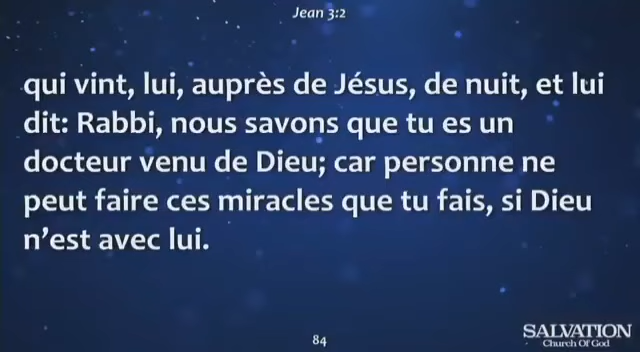 Jean 3:2
qui vint, lui, auprès de Jésus, de nuit, et lui
dit: Rabbi, nous savons que tu es un
docteur venu de Dieu; car personne ne
peut faire ces miracles que tu fais, si Dieu
n’est avec lui.
84
SALVATION
Church Of God